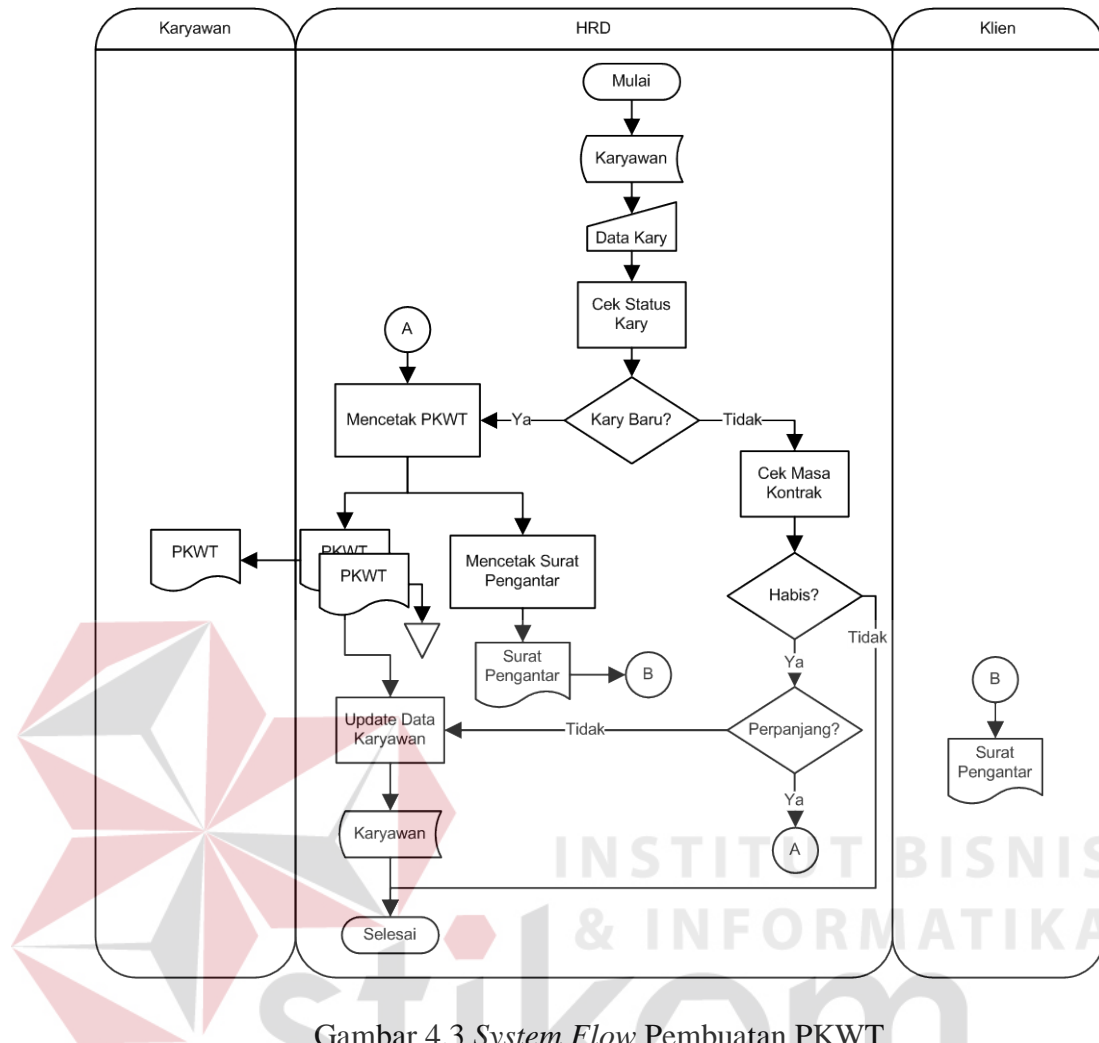 Karyawan
HRD
Klien
Mulai
Karyawan
Data Kary
Cek Status
Kary
A
Mencetak PKWT
Ya
Kary Baru?
Tidak
Cek Masa
Kontrak
PKWT
PKWT
PKWT
Mencetak Surat
Pengantar
Habis?
Tidak
Ya
Surat
Pengantar
B
B
Update Data
Karyawan
Tidak
Perpanjang?
Surat
Pengantar
Ya
Karyawan
A
Selesai
INSTITUT BISNIS
& INFORMATIKA
stikom
Gambar 4.3 System Flow Pembuatan PKWT